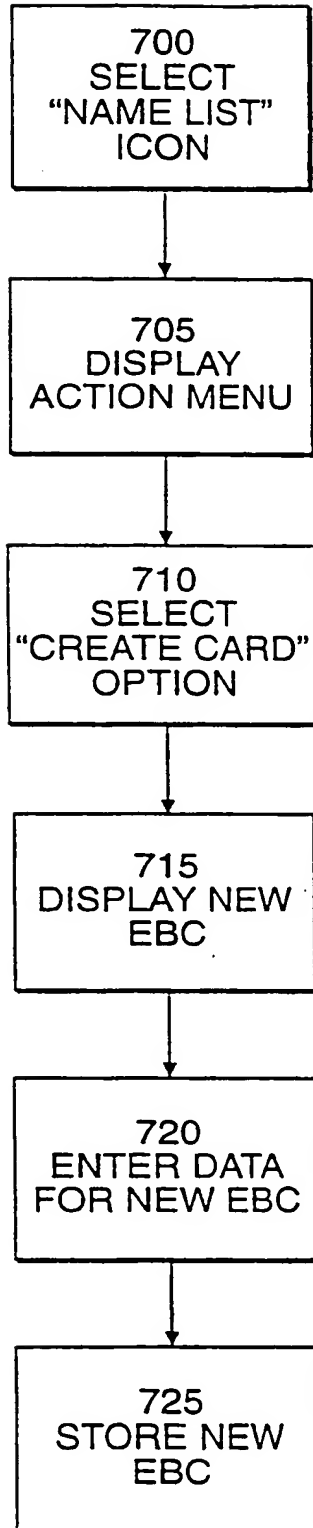 700
SELECT
"NAME LIST"
ICON
705
DISPLAY
ACTION MENU
710
SELECT
"CREATE CARD"
OPTION
715
DISPLAY NEW
EBC
720
ENTER DATA
FOR NEW EBC
725
STORE NEW
EBC